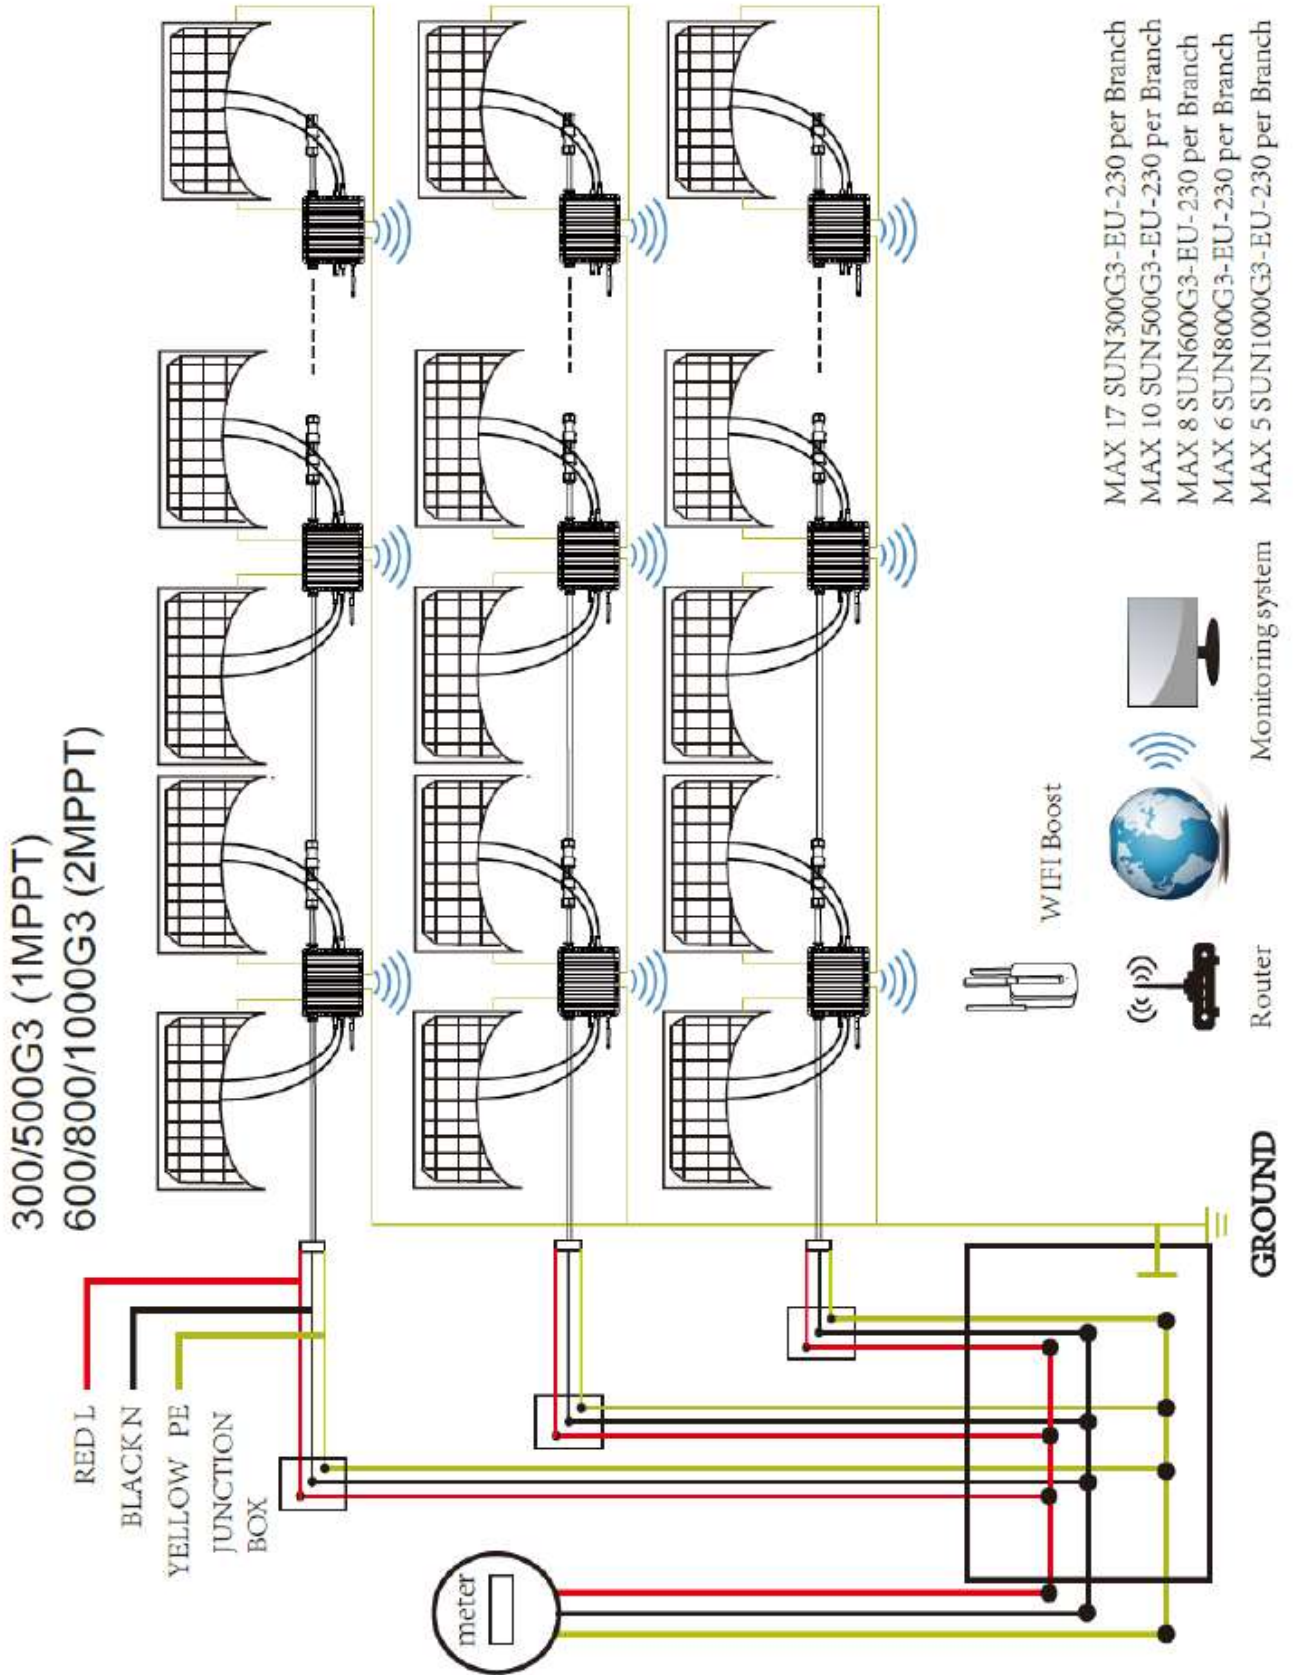 300/500G3 (1MPPT)
600/800/1000G3 (2MPPT)
RED L
BLACK N
YELLOW PE
JUNCTION
BOX
meter
GROUND
WIFI Boost
Router
Monitoring system
MAX 17 SUN300G3-EU-230 per Branch
MAX 10 SUN500G3-EU-230 per Branch
MAX 8 SUN600G3-EU-230 per Branch
MAX 6 SUN800G3-EU-230 per Branch
MAX 5 SUN1000G3-EU-230 per Branch